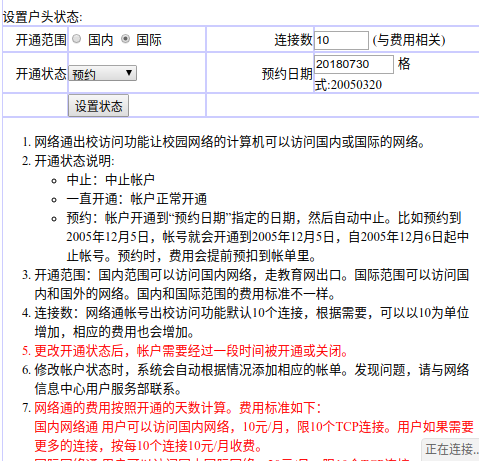 设置户头状态:
开通范围 国内 国际 连接数 10 (与费用相关)
开通状态 预约 预约日期 20180730 格
式:20050320
设置状态
1. 网络通出校访问功能让校园网络的计算机可以访问国内或国际的网络。
2. 开通状态说明:
中止：中止帐户
一直开通：帐户正常开通
预约：帐户开通到“预约日期”指定的日期，然后自动中止。比如预约到
2005年12月5日，帐号就会开通到2005年12月5日，自2005年12月6日起中
止帐号。预约时，费用会提前预扣到帐单里。
3. 开通范围：国内范围可以访问国内网络，走教育网出口。国际范围可以访问国
内和国外的网络。国内和国际范围的费用标准不一样。
4. 连接数：网络通帐号出校访问功能默认10个连接，根据需要，可以以10为单位
增加，相应的费用也会增加。
5. 更改开通状态后，帐户需要经过一段时间被开通或关闭。
6. 修改帐户状态时，系统会自动根据情况添加相应的帐单。发现问题，请与网络
信息中心用户服务部联系。
7. 网络通的费用按照开通的天数计算。费用标准如下：
国内网络通 用户可以访问国内网络，10元/月，限10个TCP连接。用户如果需要
更多的连接，按每10个连接10元/月收费。
正在连接...